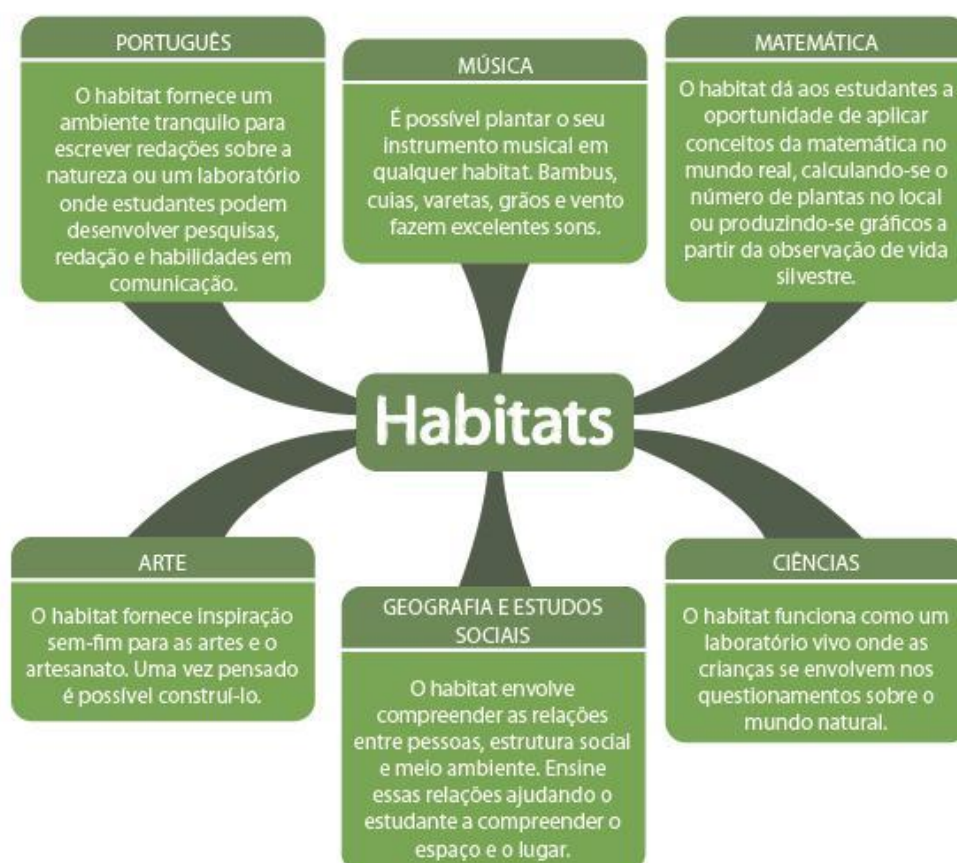 PORTUGUÊS
O habitat fornece um
ambiente tranquilo para
escrever redações sobre a
natureza ou um laboratório
onde estudantes podem
desenvolver pesquisas,
redação e habilidades em
comunicação.
MÚSICA
É possível plantar o seu
instrumento musical em
qualquer habitat. Bambus,
cuias, varetas, grãos e vento
fazem excelentes sons.
MATEMÁTICA
O habitat dá aos estudantes a
oportunidade de aplicar
conceitos da matemática no
mundo real, calculando-se o
número de plantas no local
ou produzindo-se gráficos a
partir da observação de vida
silvestre.
Habitats
ARTE
O habitat fornece inspiração
sem-fim para as artes e o
artesanato. Uma vez pensado
é possível construí-lo.
GEOGRAFIA E ESTUDOS
SOCIAIS
O habitat envolve
compreender as relações
entre pessoas, estrutura social
e meio ambiente. Ensine
essas relações ajudando o
estudante a compreender o
espaço e o lugar.
CIÊNCIAS
O habitat funciona como um
laboratório vivo onde as
crianças se envolvem nos
questionamentos sobre o
mundo natural.